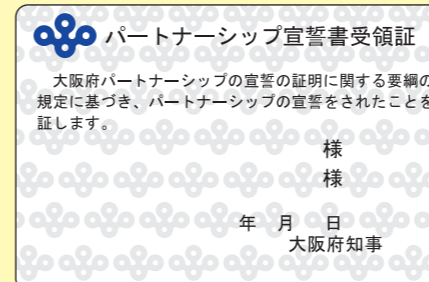 パートナーシップ宣誓書受領証
大阪府パートナーシップの宣誓の証明に関する要綱の
規定に基づき、パートナーシップの宣誓をされたことを
証します。
様
様
年 月 日
大阪府知事